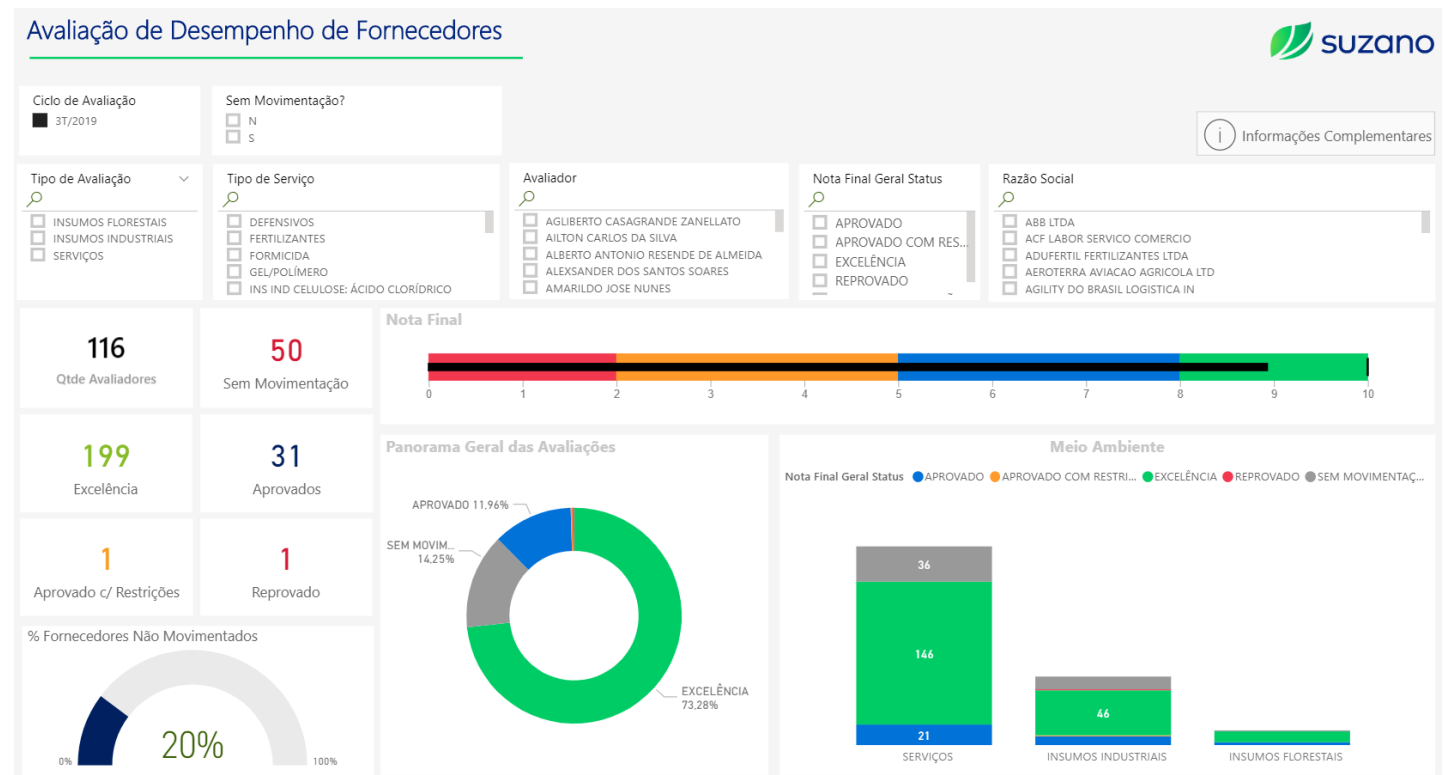 Avaliação de Desempenho de Fornecedores
suzano
Ciclo de Avaliação
3T/2019
Sem Movimentação?
N
S
i Informações Complementares
Tipo de Avaliação
INSUMOS FLORESTAIS
INSUMOS INDUSTRIAIS
SERVIÇOS
Tipo de Serviço
DEFENSIVOS
FERTILIZANTES
FORMICIDA
GEL/POLÍMERO
INS IND CELULOSE: ÁCIDO CLORÍDRICO
Avaliador
AGLIBERTO CASAGRANDE ZANELLATO
AILTON CARLOS DA SILVA
ALBERTO ANTONIO RESENDE DE ALMEIDA
ALEXSANDER DOS SANTOS SOARES
AMARILDO JOSE NUNES
Nota Final Geral Status
APROVADO
APROVADO COM RES...
EXCELÊNCIA
REPROVADO
Razão Social
ABB LTDA
ACF LABOR SERVICO COMERCIO
ADUFERTIL FERTILIZANTES LTDA
AEROTERRA AVIACAO AGRICOLA LTD
AGILITY DO BRASIL LOGISTICA IN
116
Qtde Avaliadores
50
Sem Movimentação
199
Excelência
31
Aprovados
1
Aprovado c/ Restrições
1
Reprovado
% Fornecedores Não Movimentados
0%
20%
100%
Nota Final
0 1 2 3 4 5 6 7 8 9 10
Panorama Geral das Avaliações
APROVADO 11,96%
SEM MOVIM...
14,25%
EXCELÊNCIA
73,28%
Meio Ambiente
Nota Final Geral Status APROVADO APROVADO COM RESTRI... EXCELÊNCIA REPROVADO SEM MOVIMENTAÇ...
36
146
21
46
SERVIÇOS INSUMOS INDUSTRIAIS INSUMOS FLORESTAIS